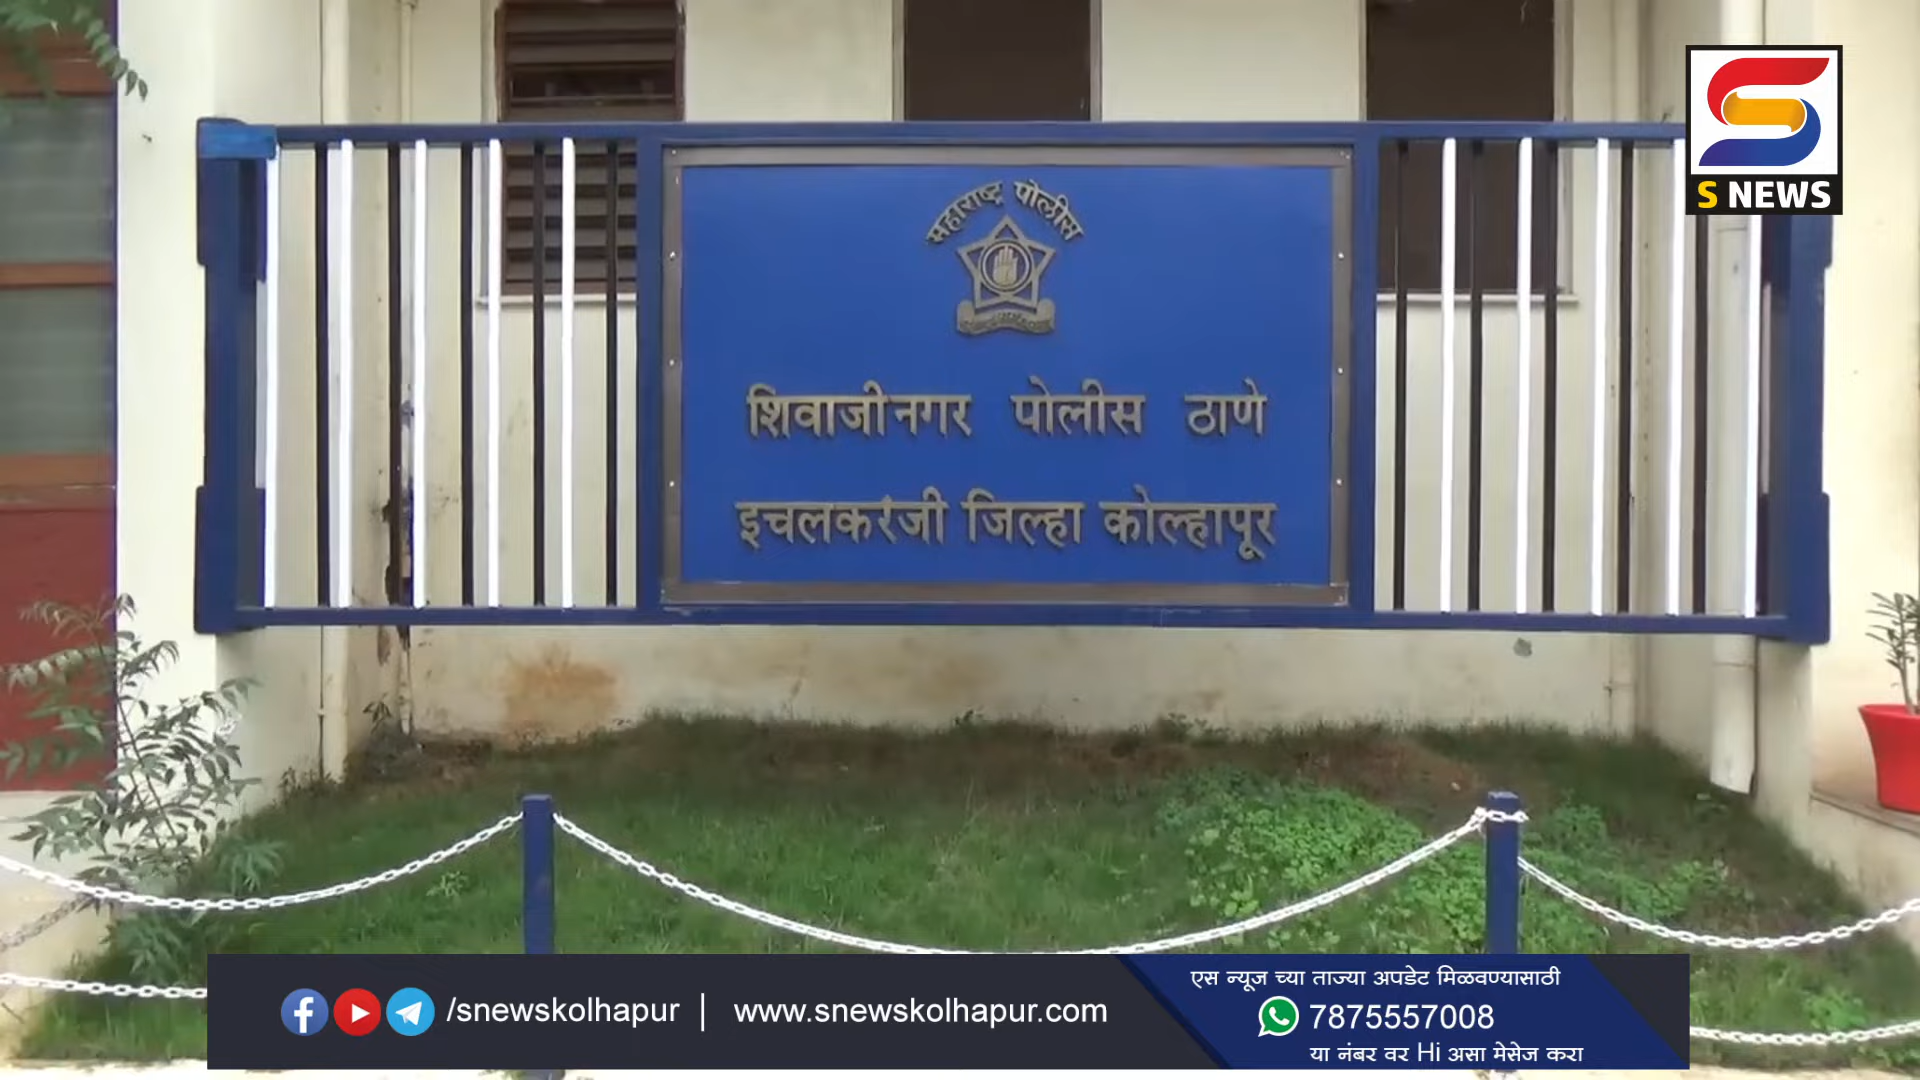 S NEWS
महाराष्ट्र पोलीस
शिवाजीनगर पोलीस ठाणे
इचलकरंजी जिल्हा कोल्हापूर
/snewskolhapur | www.snewskolhapur.com
एस न्यूज च्या ताज्या अपडेट मिळवण्यासाठी
7875557008
या नंबर वर Hi असा मेसेज करा